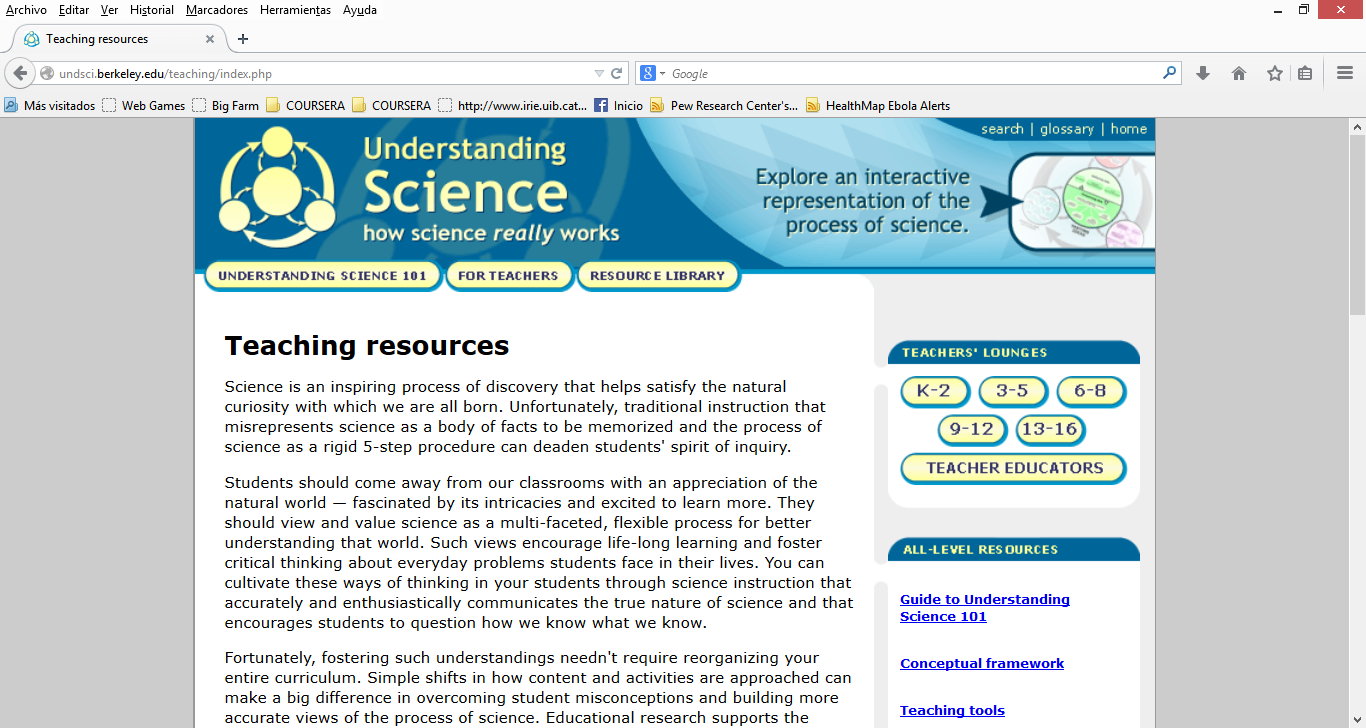 Archivo Editar Ver Historial Marcadores Herramientas Ayuda
Teaching resources
undsci.berkeley.edu/teaching/index.php
Google
Más visitados Web Games Big Farm COURSERA COURSERA http://www.irie.uib.cat... Inicio Pew Research Center's... HealthMap Ebola Alerts
search | glossary | home
Understanding
Science
how science really works
Explore an interactive
representation of the
process of science.
UNDERSTANDING SCIENCE 101 FOR TEACHERS RESOURCE LIBRARY
Teaching resources
Science is an inspiring process of discovery that helps satisfy the natural
curiosity with which we are all born. Unfortunately, traditional instruction that
misrepresents science as a body of facts to be memorized and the process of
science as a rigid 5-step procedure can deaden students' spirit of inquiry.
Students should come away from our classrooms with an appreciation of the
natural world — fascinated by its intricacies and excited to learn more. They
should view and value science as a multi-faceted, flexible process for better
understanding that world. Such views encourage life-long learning and foster
critical thinking about everyday problems students face in their lives. You can
cultivate these ways of thinking in your students through science instruction that
accurately and enthusiastically communicates the true nature of science and that
encourages students to question how we know what we know.
Fortunately, fostering such understandings needn't require reorganizing your
entire curriculum. Simple shifts in how content and activities are approached can
make a big difference in overcoming student misconceptions and building more
accurate views of the process of science. Educational research supports the
TEACHERS' LOUNGES
K-2 3-5 6-8
9-12 13-16
TEACHER EDUCATORS
ALL-LEVEL RESOURCES
Guide to Understanding
Science 101
Conceptual framework
Teaching tools